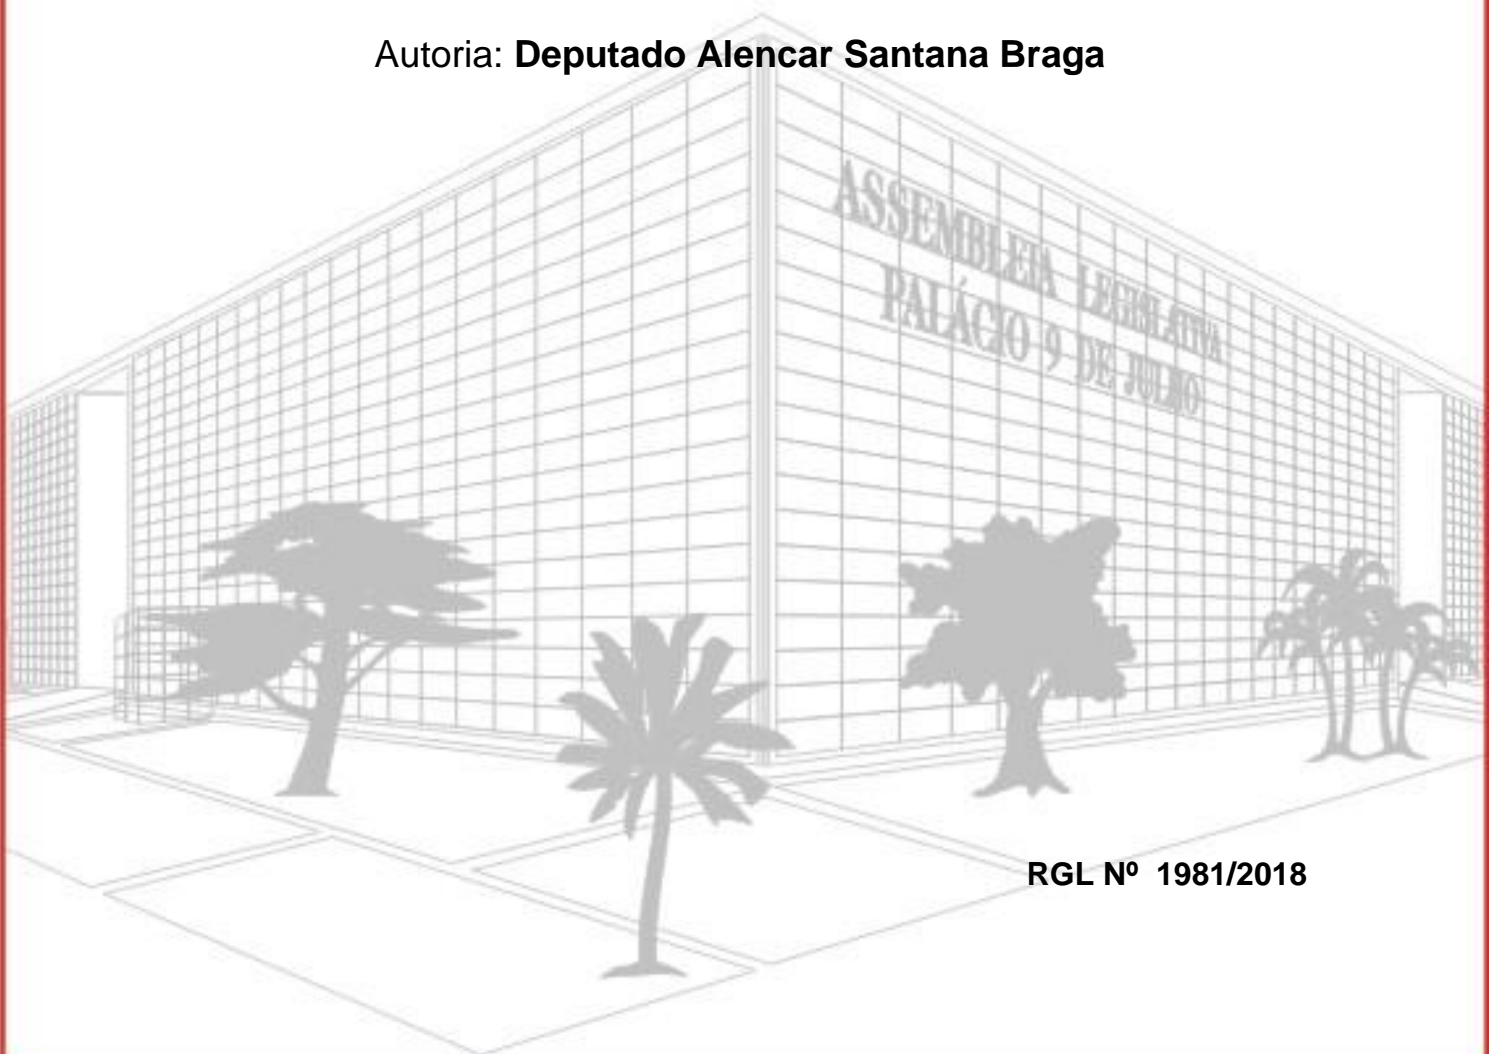 Autoria: Deputado Alencar Santana Braga
ASSEMBLEIA LEGISLATIVA
PALÁCIO 9 DE JULHO
RGL Nº 1981/2018